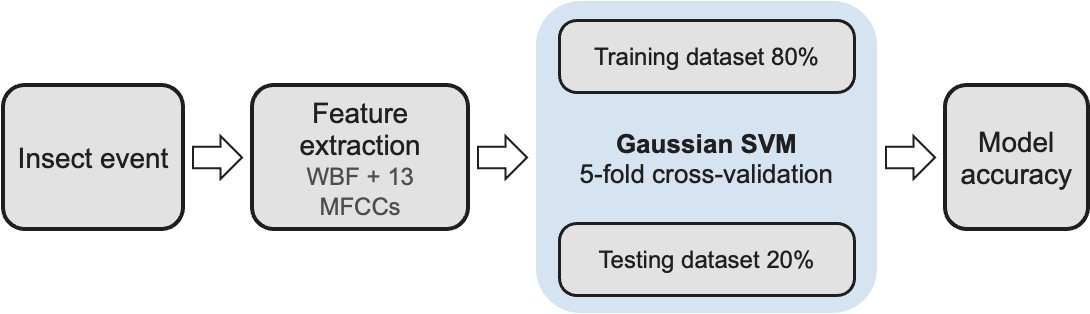 Insect event
Feature
extraction
WBF + 13
MFCCs
Training dataset 80%
Gaussian SVM
5-fold cross-validation
Testing dataset 20%
Model
accuracy